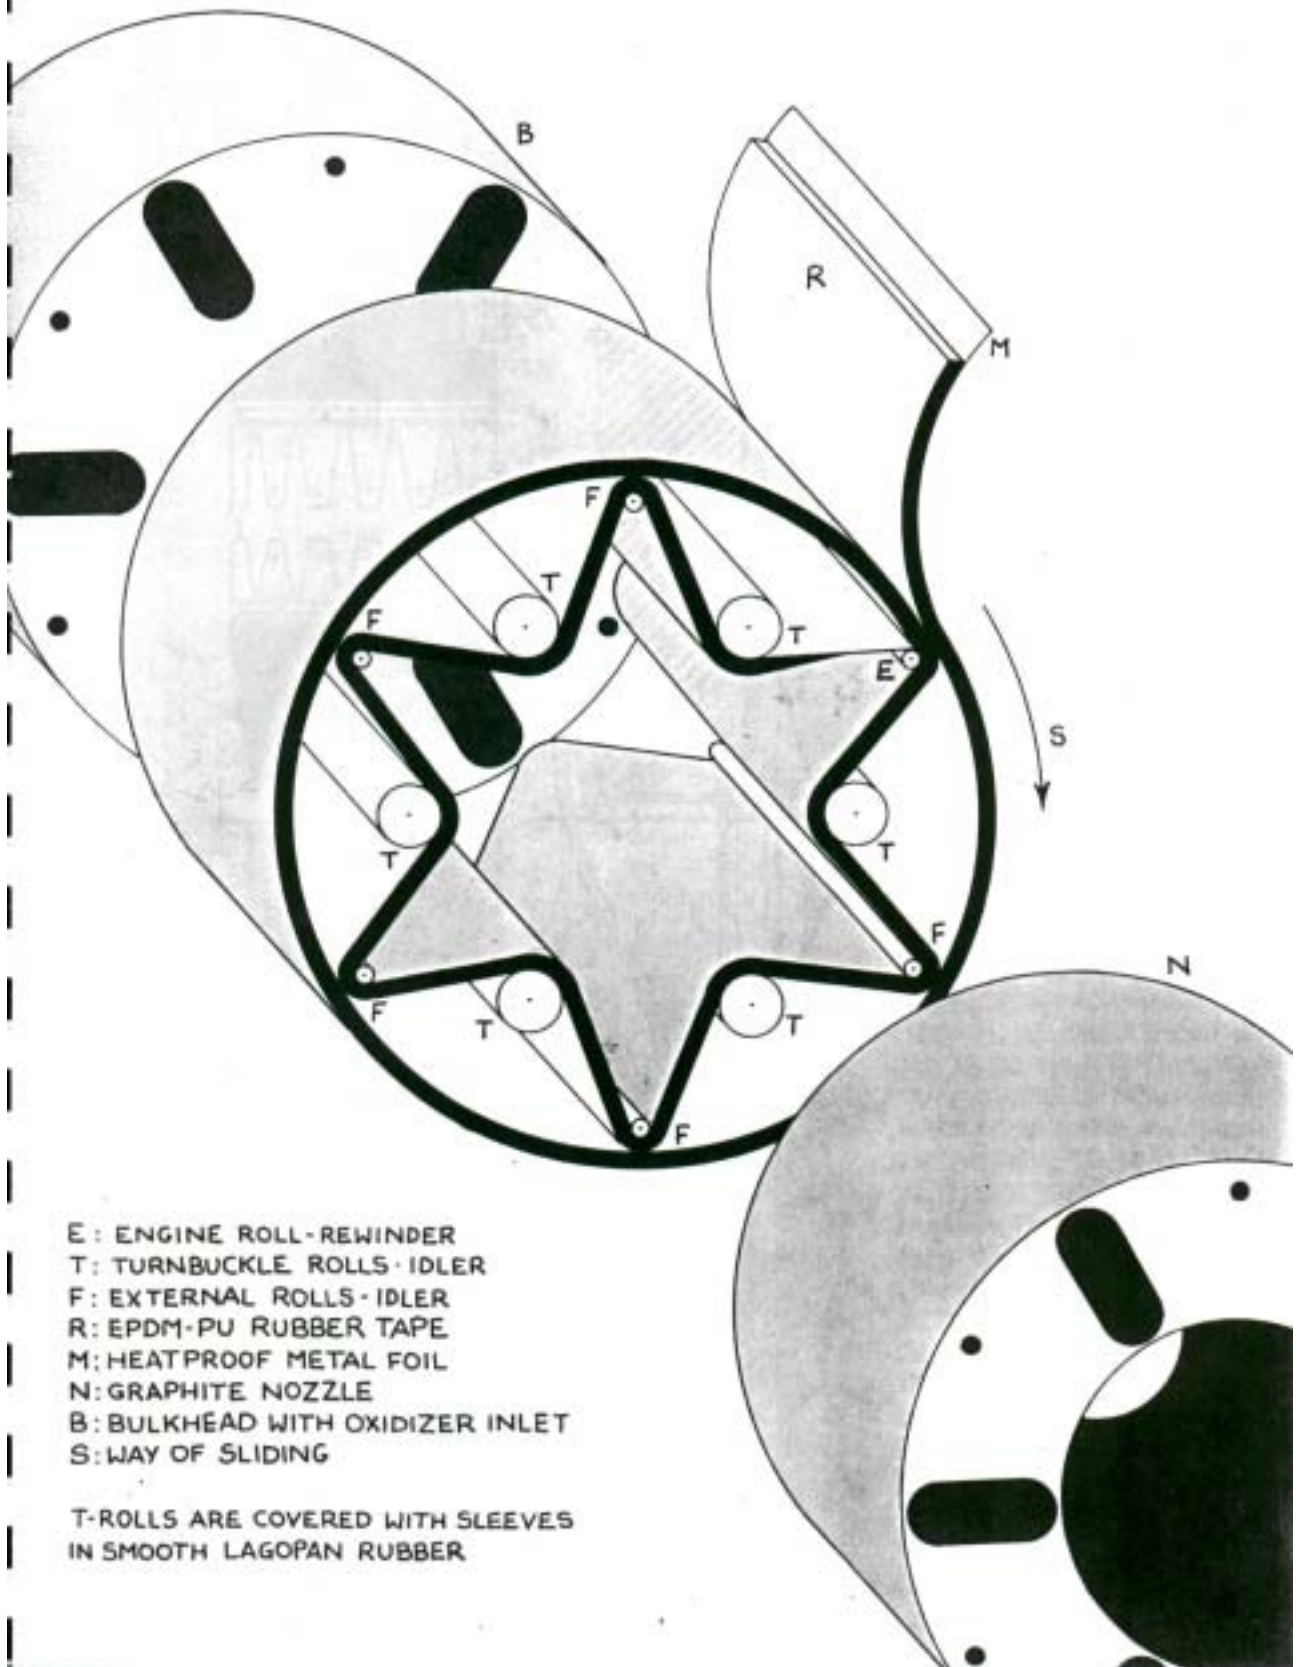 B
R
M
F
T
F
T
E
S
T
T
F
N
F
T
T
F
E: ENGINE ROLL-REWINDER
T: TURNBUCKLE ROLLS-IDLER
F: EXTERNAL ROLLS-IDLER
R: EPDM-PU RUBBER TAPE
M: HEATPROOF METAL FOIL
N: GRAPHITE NOZZLE
B: BULKHEAD WITH OXIDIZER INLET
S: WAY OF SLIDING
T-ROLLS ARE COVERED WITH SLEEVES
IN SMOOTH LAGOPAN RUBBER